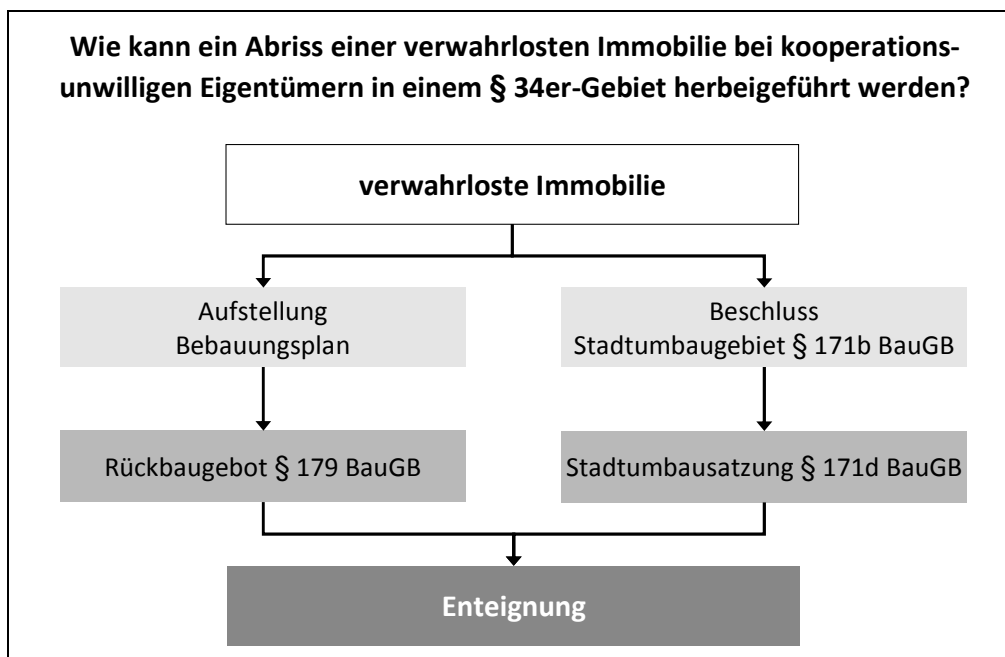 Wie kann ein Abriss einer verwahrlosten Immobilie bei kooperations-
unwilligen Eigentümern in einem § 34er-Gebiet herbeigeführt werden?
verwahrloste Immobilie
Aufstellung
Bebauungsplan
Beschluss
Stadtumbaugebiet § 171b BauGB
Rückbaugebot § 179 BauGB
Stadtumbausatzung § 171d BauGB
Enteignung